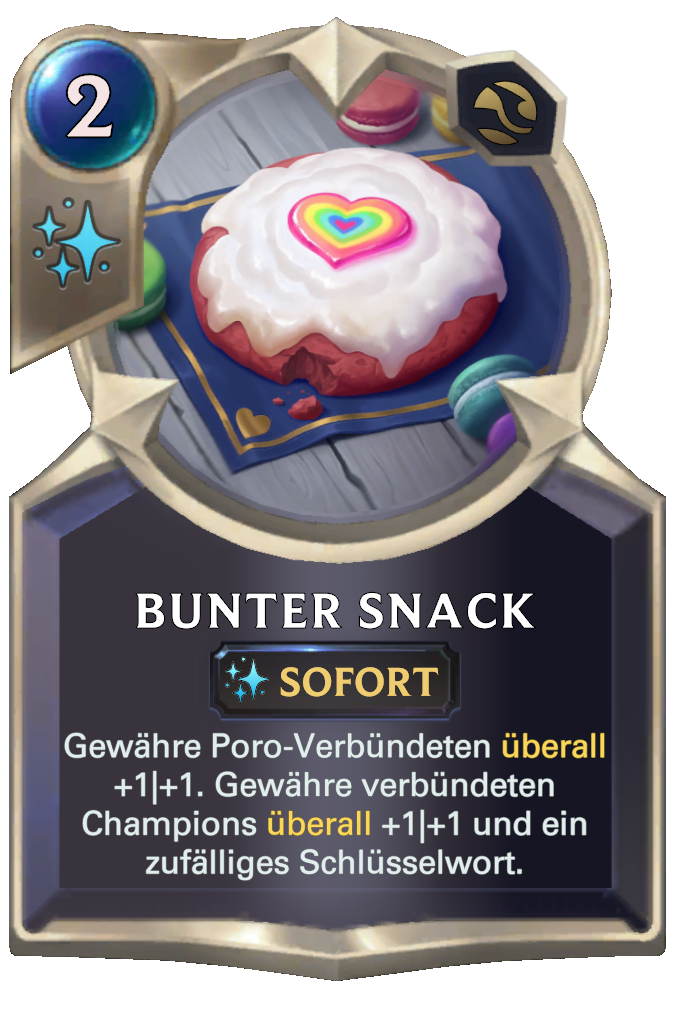 2
BUNTER SNACK
SOFORT
Gewähre Poro-Verbündeten überall
+1|+1. Gewähre verbündeten
Champions überall +1|+1 und ein
zufälliges Schlüsselwort.